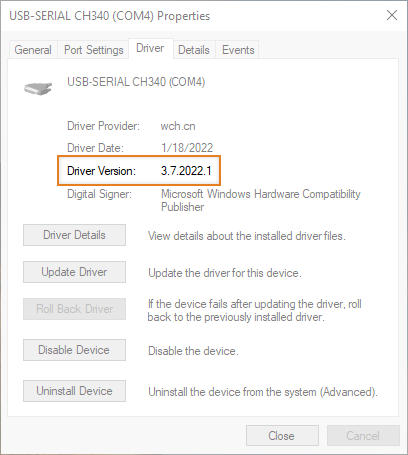 USB-SERIAL CH340 (COM4) Properties
General Port Settings Driver Details Events
USB-SERIAL CH340 (COM4)
Driver Provider: wch.cn
Driver Date: 1/18/2022
Driver Version: 3.7.2022.1
Digital Signer: Microsoft Windows Hardware Compatibility
Publisher
Driver Details View details about the installed driver files.
Update Driver Update the driver for this device.
Roll Back Driver If the device fails after updating the driver, roll
back to the previously installed driver.
Disable Device Disable the device.
Uninstall Device Uninstall the device from the system (Advanced).
Close Cancel